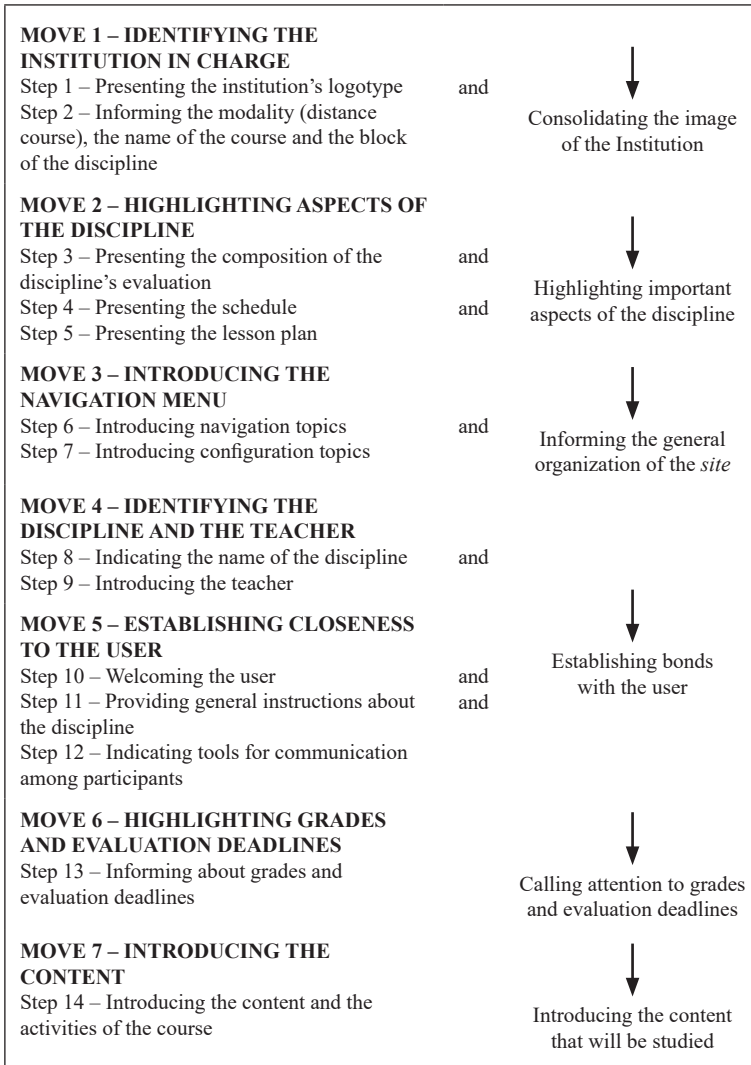 MOVE 1 – IDENTIFYING THE
INSTITUTION IN CHARGE
Step 1 – Presenting the institution's logotype and
Step 2 – Informing the modality (distance
course), the name of the course and the block
of the discipline
Consolidating the image
of the Institution
MOVE 2 – HIGHLIGHTING ASPECTS OF
THE DISCIPLINE
Step 3 – Presenting the composition of the and
discipline's evaluation
Step 4 – Presenting the schedule and
Step 5 – Presenting the lesson plan
Highlighting important
aspects of the discipline
MOVE 3 – INTRODUCING THE
NAVIGATION MENU
Step 6 – Introducing navigation topics and
Step 7 – Introducing configuration topics
Informing the general
organization of the site
MOVE 4 – IDENTIFYING THE
DISCIPLINE AND THE TEACHER
Step 8 – Indicating the name of the discipline and
Step 9 – Introducing the teacher
MOVE 5 – ESTABLISHING CLOSENESS
TO THE USER
Step 10 – Welcoming the user and
Step 11 – Providing general instructions about and
the discipline
Step 12 – Indicating tools for communication
among participants
Establishing bonds
with the user
MOVE 6 – HIGHLIGHTING GRADES
AND EVALUATION DEADLINES
Step 13 – Informing about grades and
evaluation deadlines
Calling attention to grades
and evaluation deadlines
MOVE 7 – INTRODUCING THE
CONTENT
Step 14 – Introducing the content and the
activities of the course
Introducing the content
that will be studied